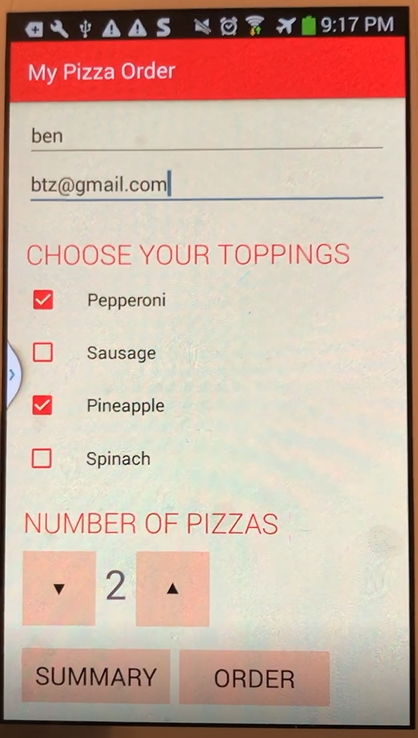 9:17 PM
My Pizza Order
ben
btz@gmail.com
CHOOSE YOUR TOPPINGS
Pepperoni
Sausage
Pineapple
Spinach
NUMBER OF PIZZAS
2
SUMMARY ORDER